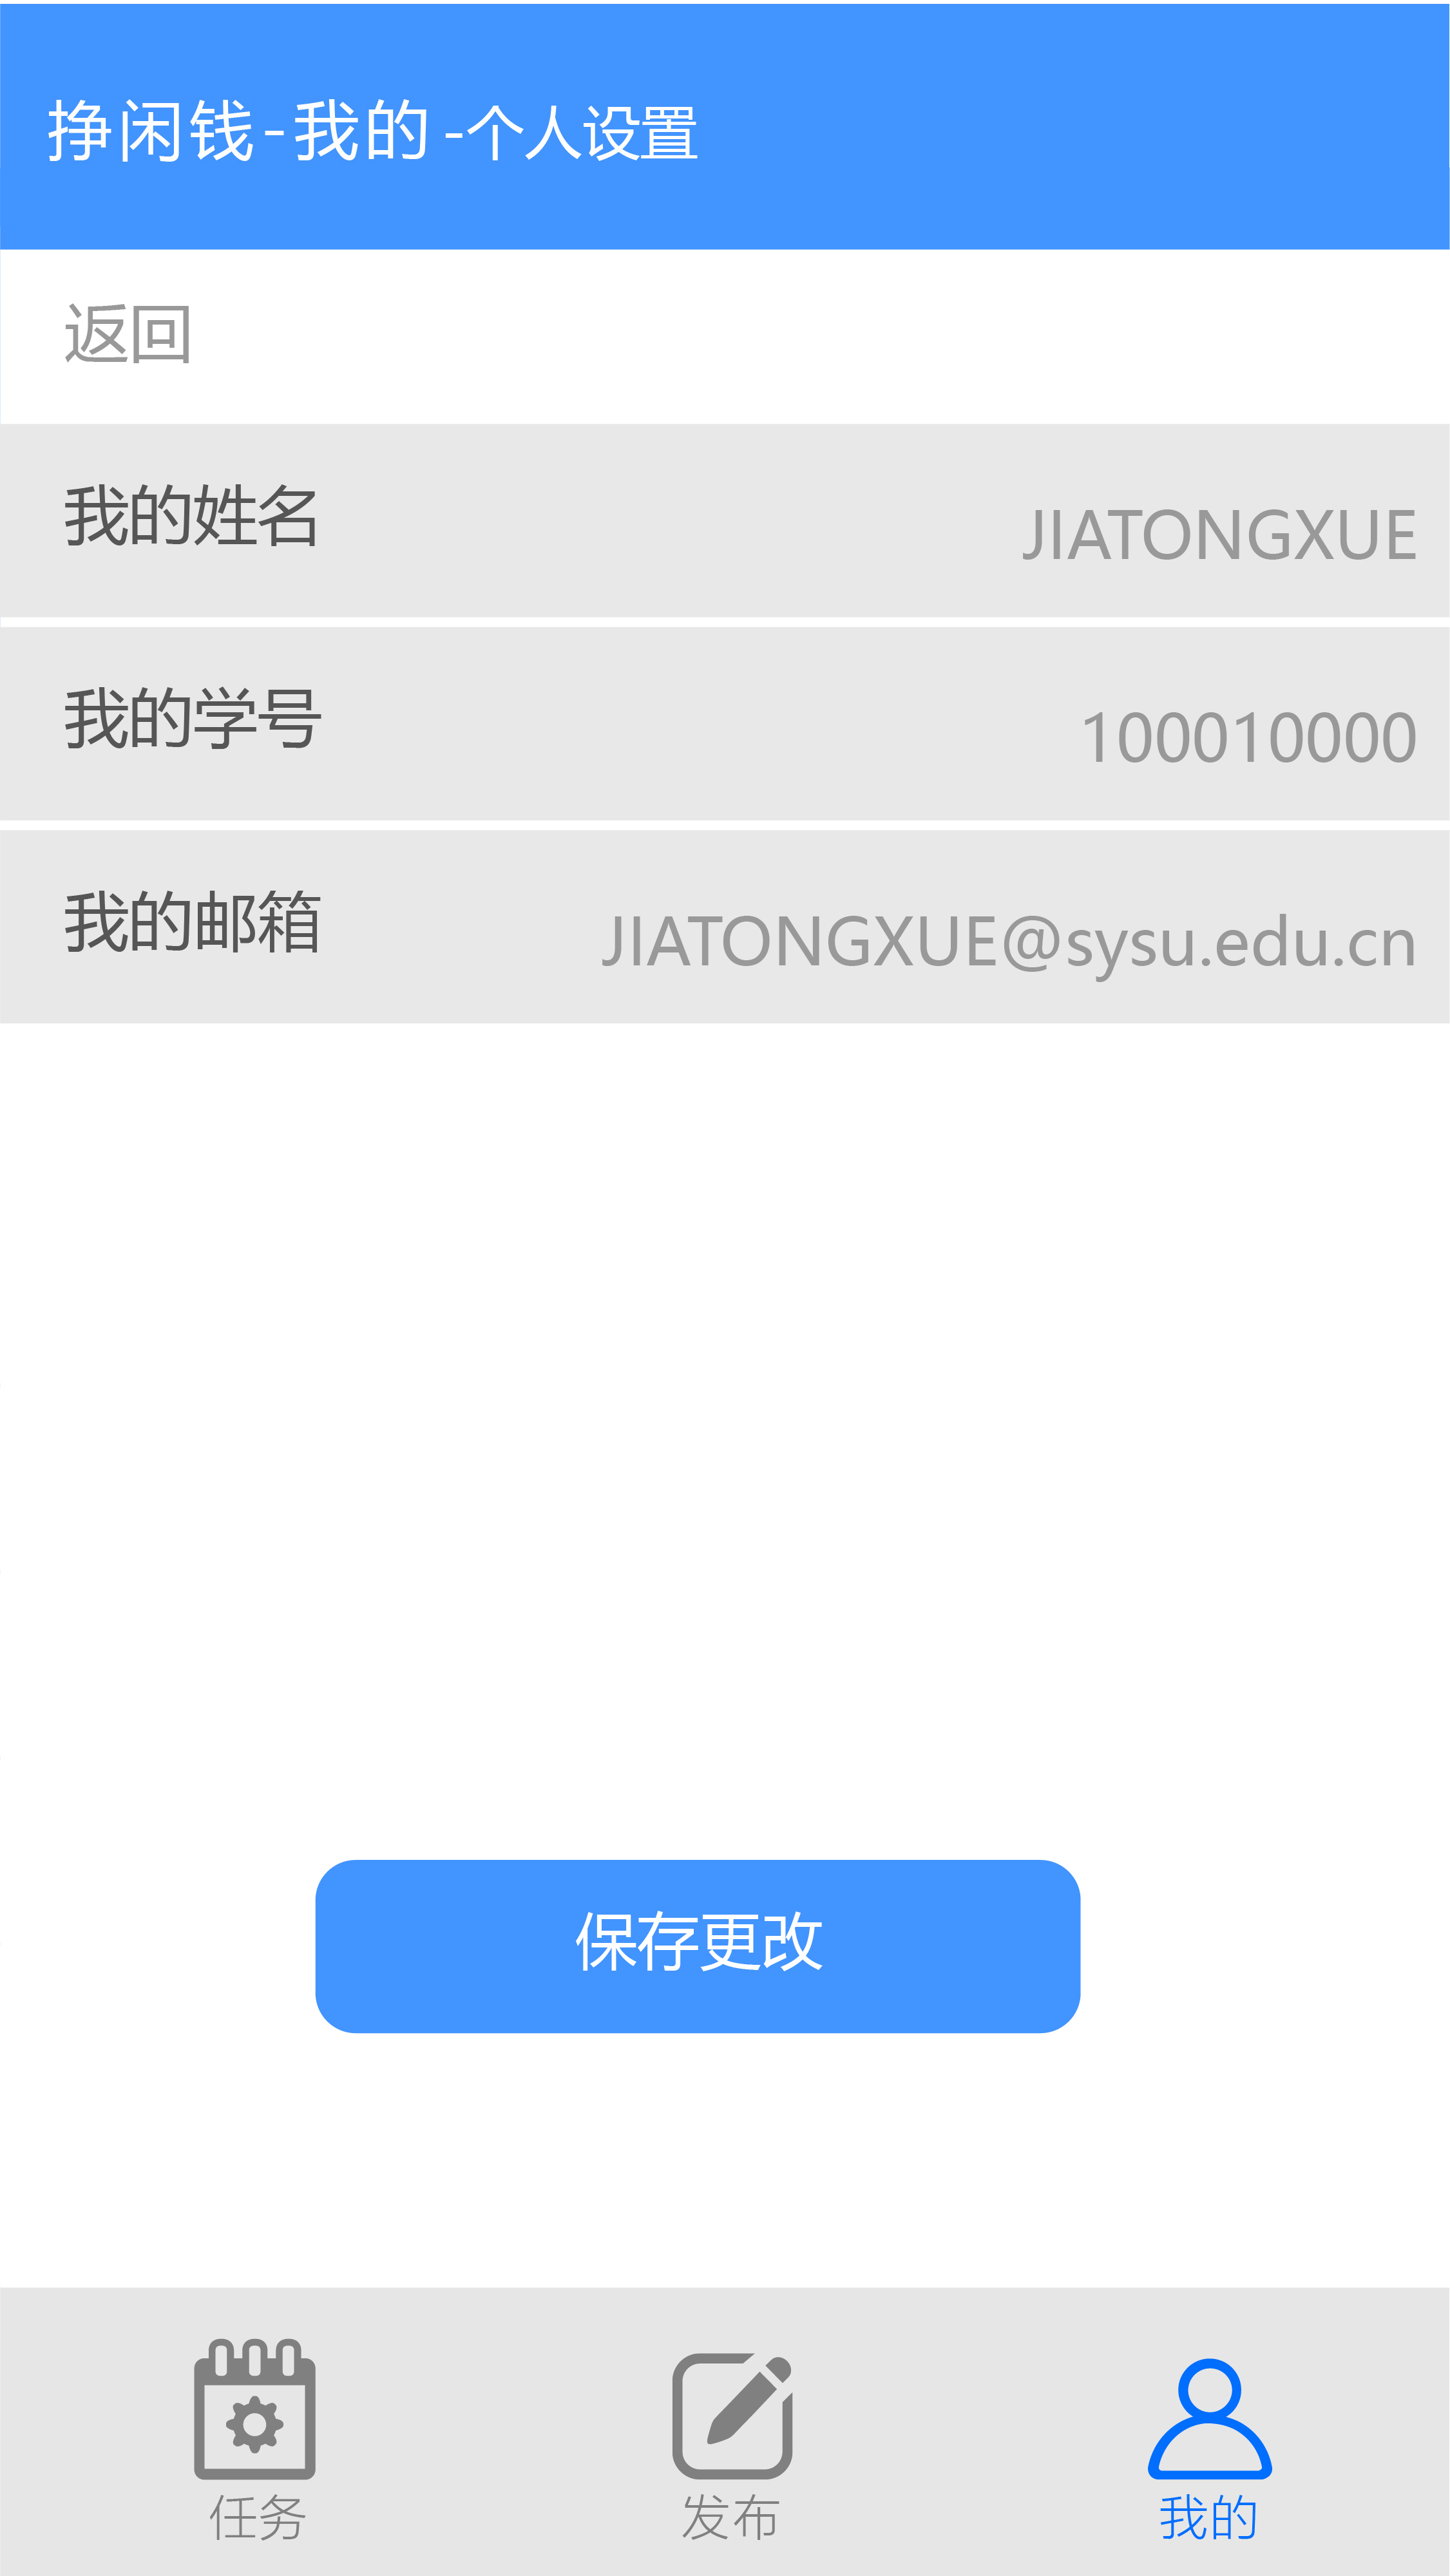 挣闲钱-我的-个人设置
返回
我的姓名 JIATONGXUE
我的学号 100010000
我的邮箱 JIATONGXUE@sysu.edu.cn
保存更改
任务 发布 我的